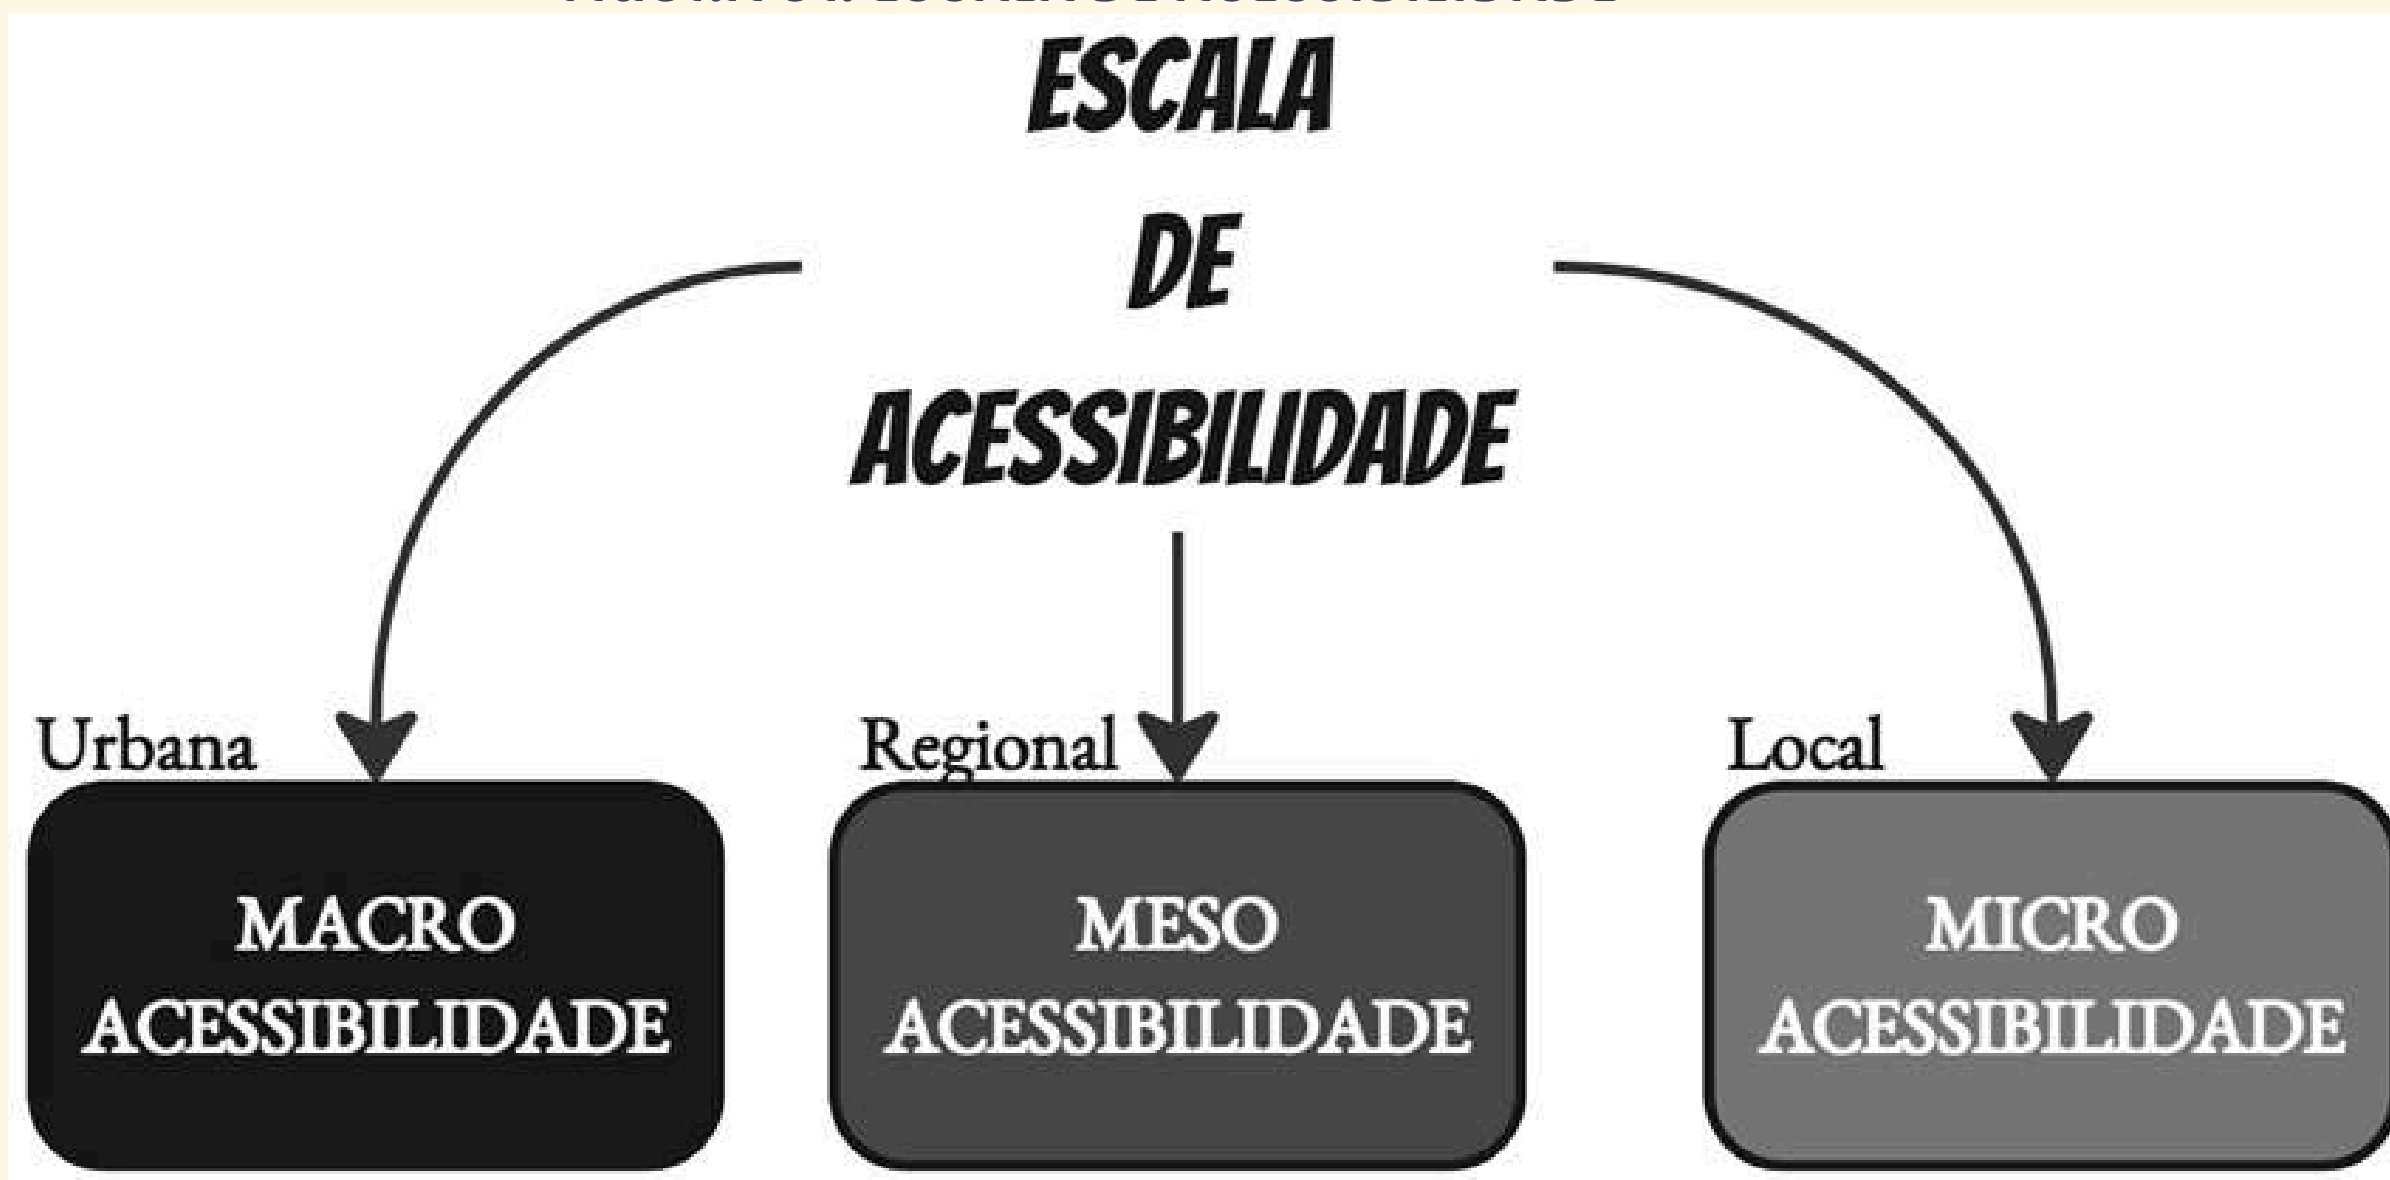 ESCALA
DE
ACESSIBILIDADE
Urbana
Regional
Local
MACRO
ACESSIBILIDADE
MESO
ACESSIBILIDADE
MICRO
ACESSIBILIDADE